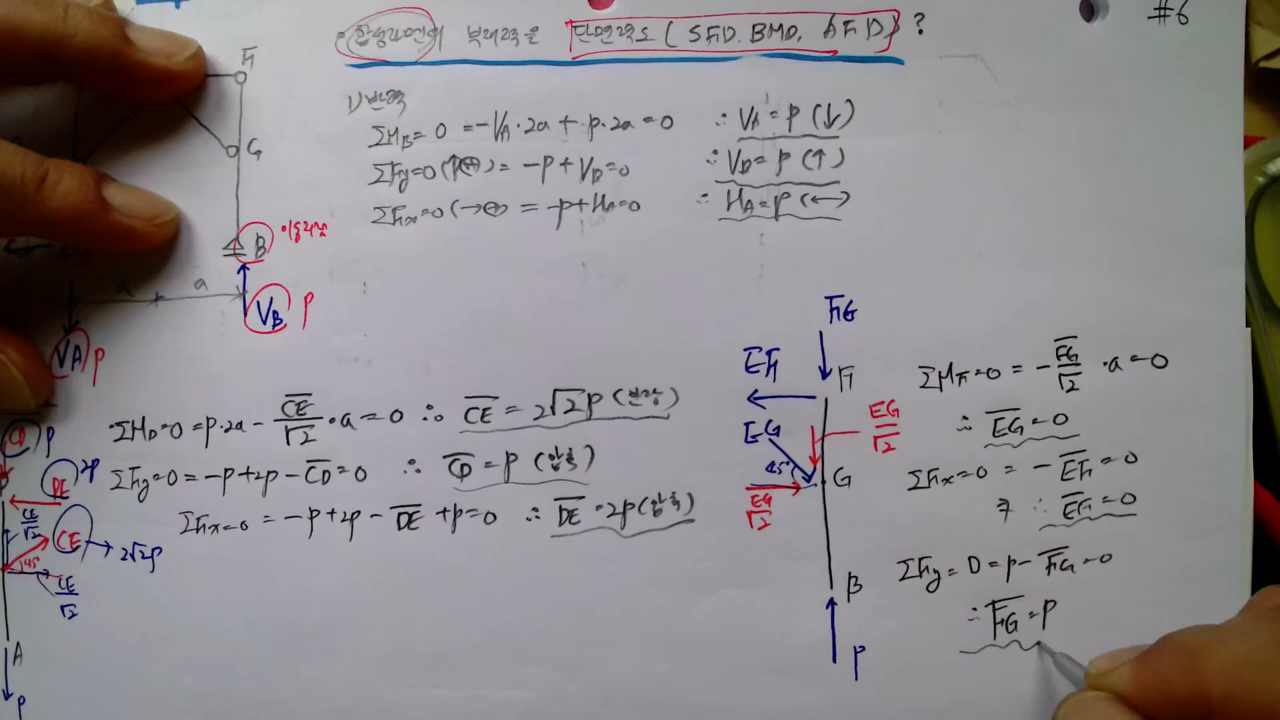 합성라멘의 부재력을 단면력도 (SFD. BMD, AFD)?
#6
1) 반력
ΣM_B=0 = -V_A·2a + P·2a = 0 ∴ V_A = P (↓)
ΣFy=0 (↑⊕) = -P + V_B = 0 ∴ V_B = P (↑)
ΣFx=0 (→⊕) = -P + H_A = 0 ∴ H_A = P (←)
F
G
B 이동지점
a
a
V_B P
VA P
ΣM_D=0 = P·2a - CE/√2 · a = 0 ∴ CE = 2√2P (인장)
ΣFy=0 = -P+2P - CD = 0 ∴ CD = P (압축)
ΣFx=0 = -P+2P - DE + P = 0 ∴ DE = 2P (압축)
CD P
DE 2P
CE/√2
CE → 2√2P
45°
CE/√2
A
P
FG
EF
F
EG
EG/√2
45°
G
EG/√2
B
P
ΣM_F=0 = - EG/√2 · a = 0
∴ EG = 0
ΣFx=0 = - EF = 0
∴ EF = 0
ΣFy = 0 = P - FG = 0
∴ FG = P